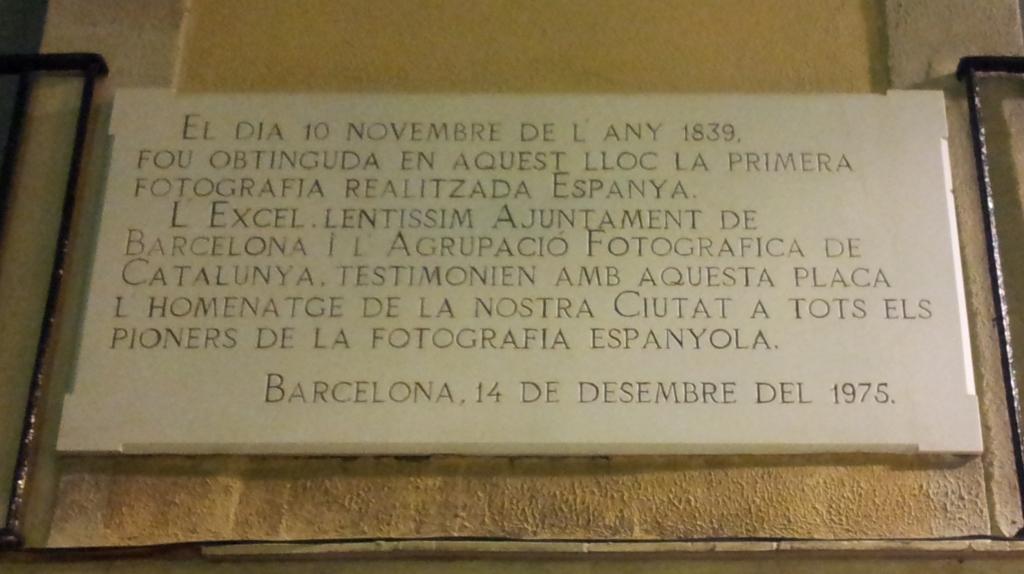 El dia 10 novembre de l' any 1839,
fou obtinguda en aquest lloc la primera
fotografia realitzada Espanya.
L' Excel.lentissim Ajuntament de
Barcelona i l' Agrupació Fotografica de
Catalunya, testimonien amb aquesta placa
l' homenatge de la nostra Ciutat a tots els
pioners de la fotografia espanyola.
Barcelona, 14 de desembre del 1975.